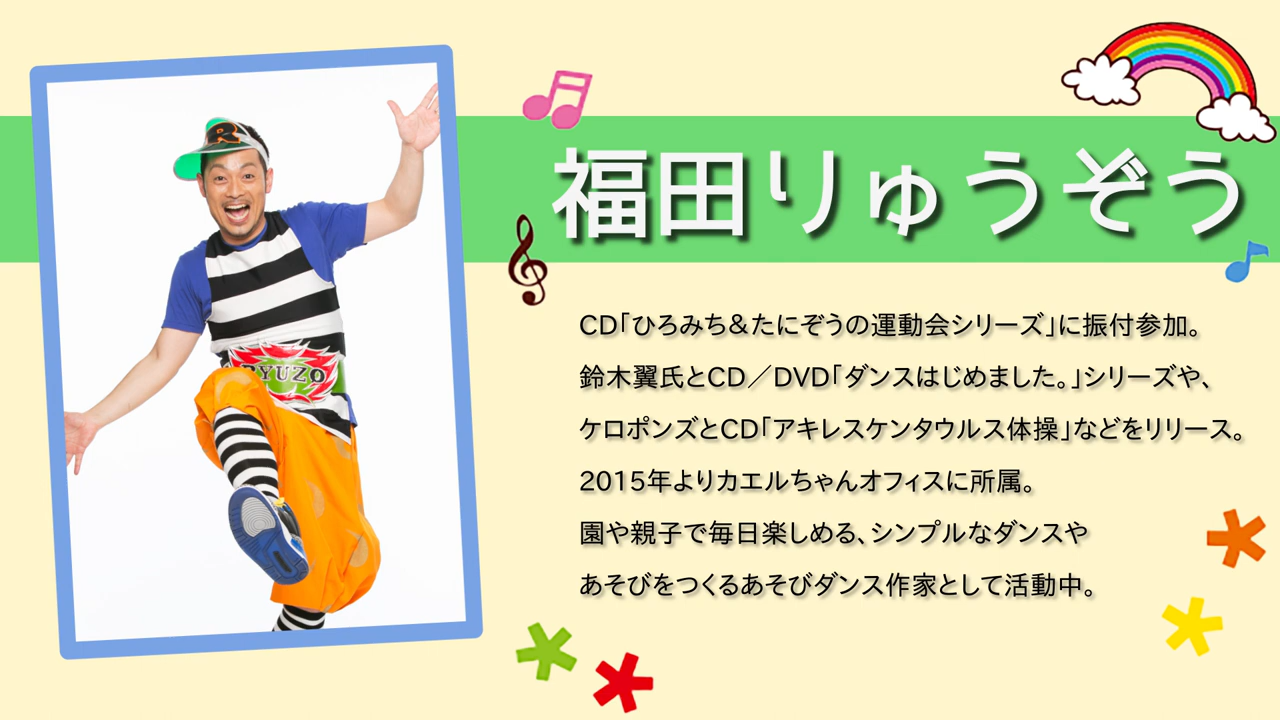 R
RYUZO
福田りゅうぞう
CD「ひろみち&たにぞうの運動会シリーズ」に振付参加。
鈴木翼氏とCD／DVD「ダンスはじめました。」シリーズや、
ケロポンズとCD「アキレスケンタウルス体操」などをリリース。
2015年よりカエルちゃんオフィスに所属。
園や親子で毎日楽しめる、シンプルなダンスや
あそびをつくるあそびダンス作家として活動中。